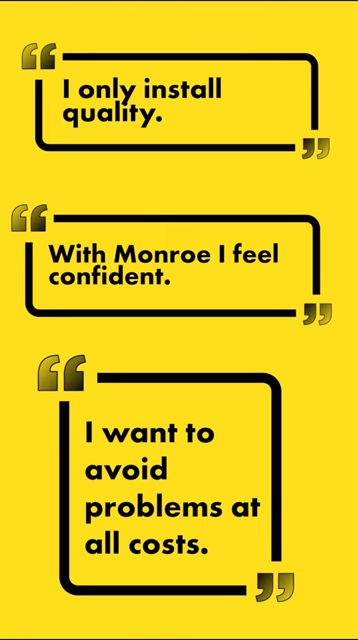 I only install
quality.
With Monroe I feel
confident.
I want to
avoid
problems at
all costs.